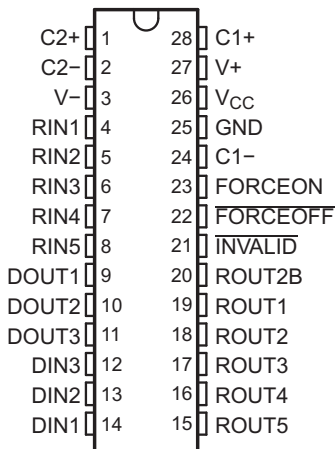 C2+ 1 28 C1+
C2− 2 27 V+
V− 3 26 VCC
RIN1 4 25 GND
RIN2 5 24 C1−
RIN3 6 23 FORCEON
RIN4 7 22 FORCEOFF
RIN5 8 21 INVALID
DOUT1 9 20 ROUT2B
DOUT2 10 19 ROUT1
DOUT3 11 18 ROUT2
DIN3 12 17 ROUT3
DIN2 13 16 ROUT4
DIN1 14 15 ROUT5